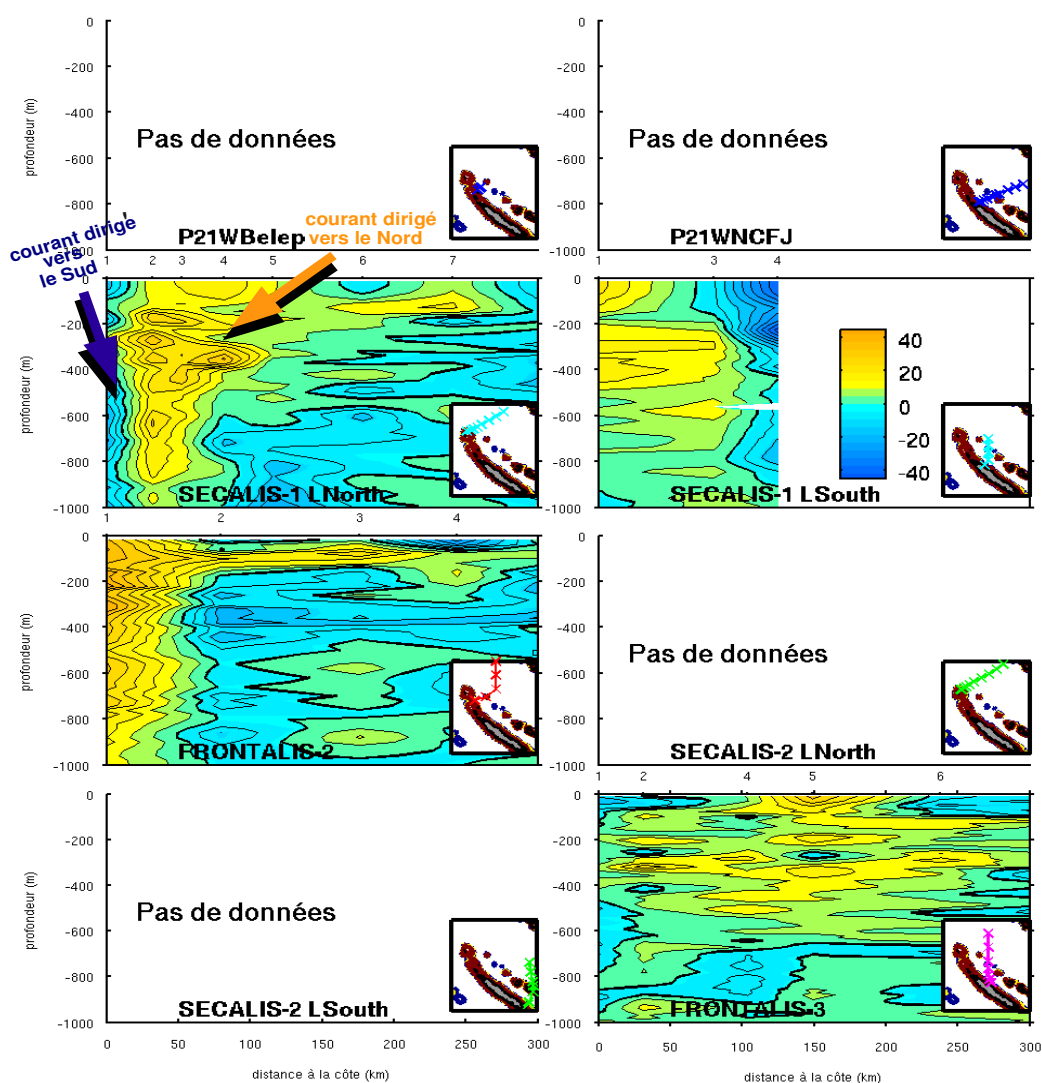 0
-200
-400
-600
-800
-1000
profondeur (m)
Pas de données
P21WBelep
0
-200
-400
-600
-800
-1000
Pas de données
P21WNCFJ
courant dirigé
vers
le Sud
courant dirigé
vers le Nord
1 2 3 4 5 6 7
0
-200
-400
-600
-800
-1000
profondeur (m)
SECALIS-1 LNorth
3 4
0
-200
-400
-600
-800
-1000
40
20
0
-20
-40
SECALIS-1 LSouth
1 2 3 4
0
-200
-400
-600
-800
-1000
profondeur (m)
FRONTALIS-2
0
-200
-400
-600
-800
-1000
Pas de données
SECALIS-2 LNorth
0
-200
-400
-600
-800
-1000
profondeur (m)
Pas de données
SECALIS-2 LSouth
0 50 100 150 200 250 300
distance à la côte (km)
1 2 4 5 6
0
-200
-400
-600
-800
-1000
FRONTALIS-3
0 50 100 150 200 250 300
distance à la côte (km)